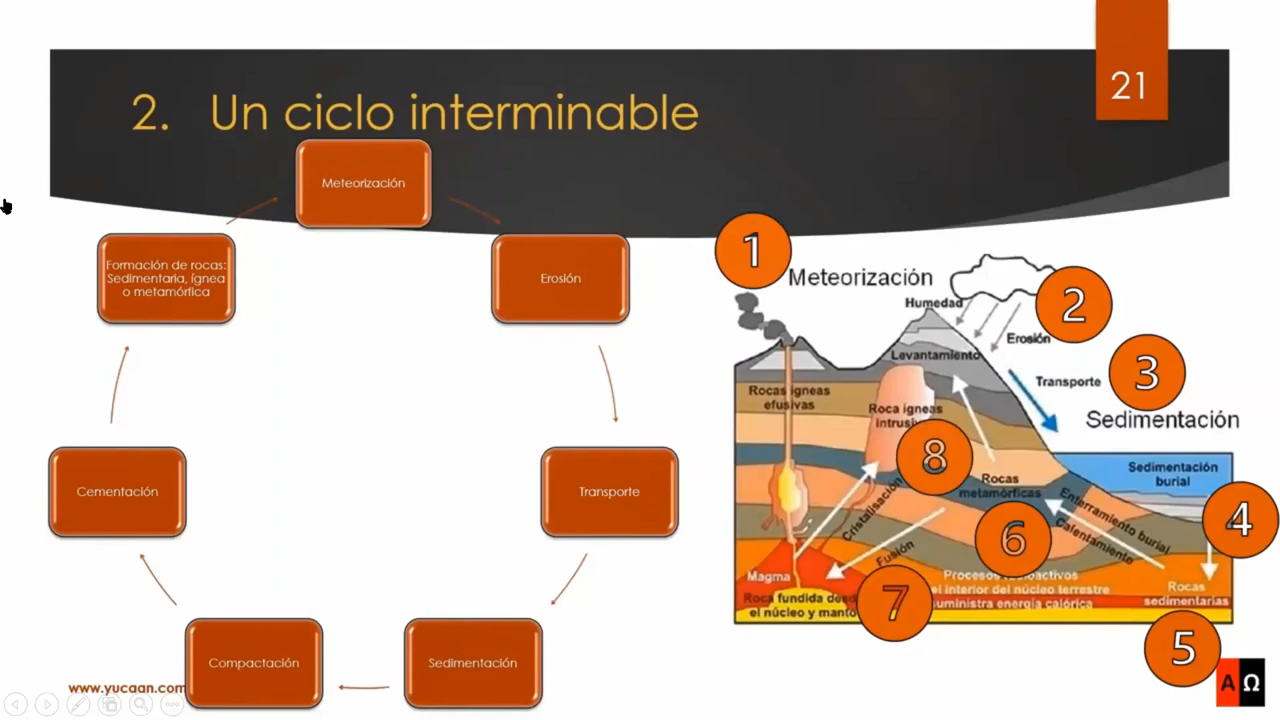 21
2. Un ciclo interminable
Meteorización
Erosión
Transporte
Sedimentación
Compactación
Cementación
Formación de rocas:
Sedimentaria, ígnea
o metamórfica
1
Meteorización
Humedad
2
Erosión
Levantamiento
3
Transporte
Sedimentación
Rocas ígneas
efusivas
Roca ígneas
8
Sedimentación
burial
Rocas
metamórficas
Enterramiento burial
Calentamiento
4
Cristalisación
6
Fusión
Magma
Roca fundida
el núcleo y manto
7
Procesos
el interior del núcleo terrestre
suministra energía calórica
Rocas
sedimentarias
5
www.yucaan.com
A Ω